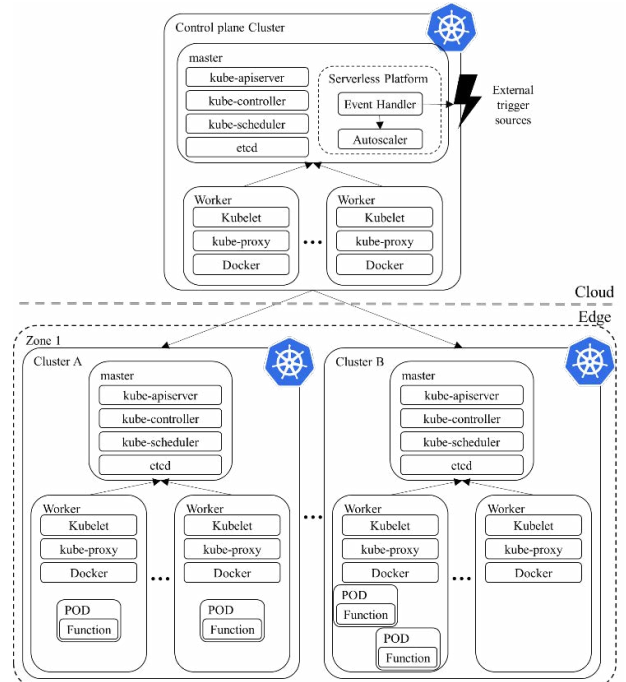 Control plane Cluster
master
kube-apiserver
kube-controller
kube-scheduler
etcd
Serverless Platform
Event Handler
Autoscaler
External
trigger
sources
Worker
Kubelet
kube-proxy
Docker
...
Worker
Kubelet
kube-proxy
Docker
Cloud
Edge
Zone 1
Cluster A
master
kube-apiserver
kube-controller
kube-scheduler
etcd
Worker
Kubelet
kube-proxy
Docker
POD
Function
...
Worker
Kubelet
kube-proxy
Docker
POD
Function
...
Cluster B
master
kube-apiserver
kube-controller
kube-scheduler
etcd
Worker
Kubelet
kube-proxy
Docker
POD
Function
POD
Function
...
Worker
Kubelet
kube-proxy
Docker